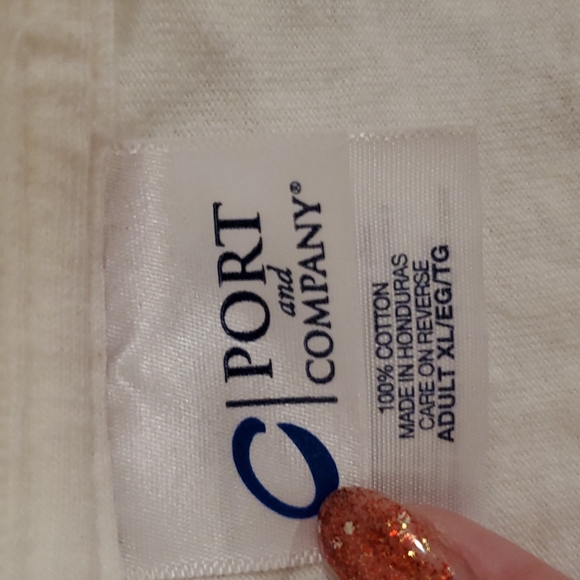 C
PORT
and
COMPANY®
100% COTTON
MADE IN HONDURAS
CARE ON REVERSE
ADULT XL/EG/TG